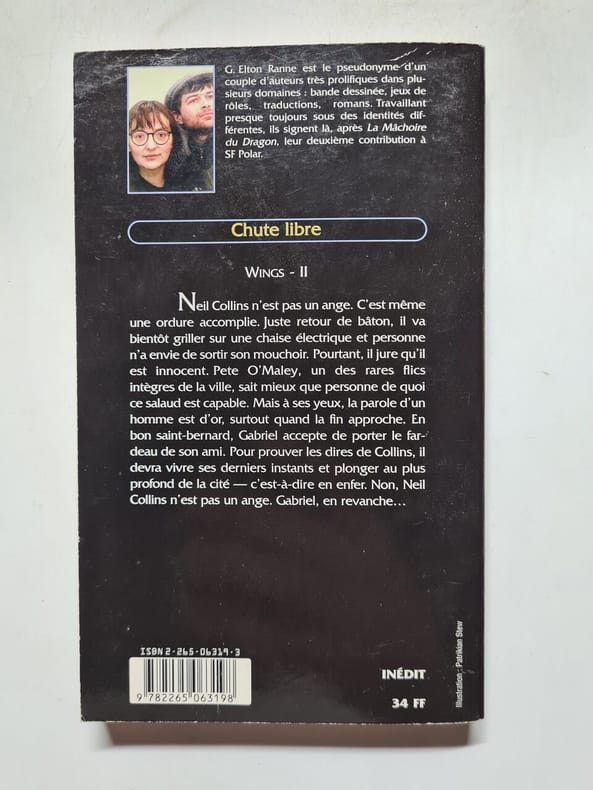 G. Elton Ranne est le pseudonyme d'un
couple d'auteurs très prolifiques dans plu-
sieurs domaines : bande dessinée, jeux de
rôles, traductions, romans. Travaillant
presque toujours sous des identités dif-
férentes, ils signent là, après La Mâchoire
du Dragon, leur deuxième contribution à
SF Polar.
Chute libre
WINGS - II
Neil Collins n'est pas un ange. C'est même
une ordure accomplie. Juste retour de bâton, il va
bientôt griller sur une chaise électrique et personne
n'a envie de sortir son mouchoir. Pourtant, il jure qu'il
est innocent. Pete O'Maley, un des rares flics
intègres de la ville, sait mieux que personne de quoi
ce salaud est capable. Mais à ses yeux, la parole d'un
homme est d'or, surtout quand la fin approche. En
bon saint-bernard, Gabriel accepte de porter le far-
deau de son ami. Pour prouver les dires de Collins, il
devra vivre ses derniers instants et plonger au plus
profond de la cité — c'est-à-dire en enfer. Non, Neil
Collins n'est pas un ange. Gabriel, en revanche...
ISBN 2-265-06319-3
9 782265 063198
INÉDIT
34 FF
Illustration : Patrikian Stew